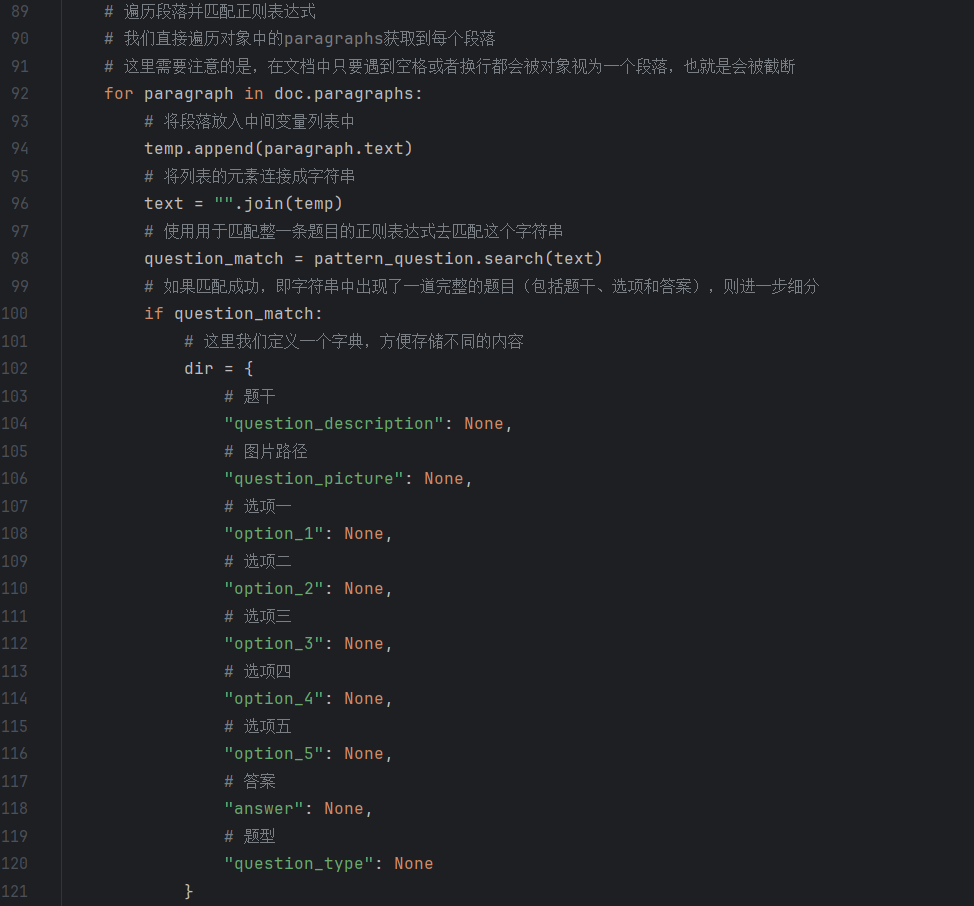 89 # 遍历段落并匹配正则表达式
90 # 我们直接遍历对象中的paragraphs获取到每个段落
91 # 这里需要注意的是，在文档中只要遇到空格或者换行都会被对象视为一个段落，也就是会被截断
92 for paragraph in doc.paragraphs:
93 # 将段落放入中间变量列表中
94 temp.append(paragraph.text)
95 # 将列表的元素连接成字符串
96 text = "".join(temp)
97 # 使用用于匹配整一条题目的正则表达式去匹配这个字符串
98 question_match = pattern_question.search(text)
99 # 如果匹配成功，即字符串中出现了一道完整的题目（包括题干、选项和答案），则进一步细分
100 if question_match:
101 # 这里我们定义一个字典，方便存储不同的内容
102 dir = {
103 # 题干
104 "question_description": None,
105 # 图片路径
106 "question_picture": None,
107 # 选项一
108 "option_1": None,
109 # 选项二
110 "option_2": None,
111 # 选项三
112 "option_3": None,
113 # 选项四
114 "option_4": None,
115 # 选项五
116 "option_5": None,
117 # 答案
118 "answer": None,
119 # 题型
120 "question_type": None
121 }